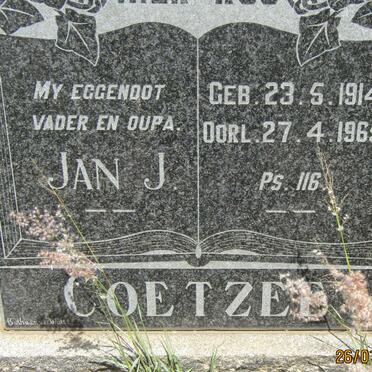 MY EGGENOOT
VADER EN OUPA.
JAN J.
GEB. 23. 5. 1914
OORL. 27. 4. 196
PS. 116.
COETZEE